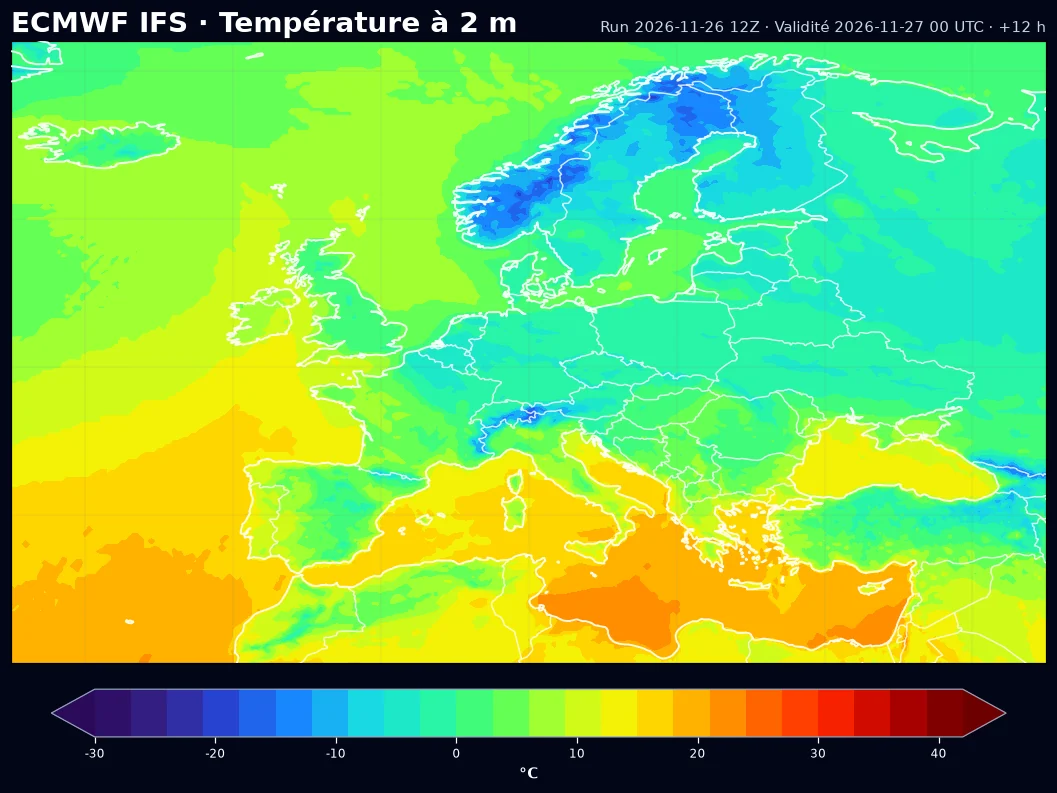 ECMWF IFS · Température à 2 m
Run 2026-11-26 12Z · Validité 2026-11-27 00 UTC · +12 h
-30 -20 -10 0 10 20 30 40
°C